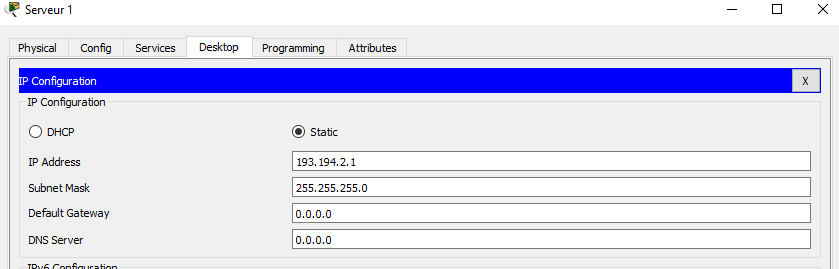 Serveur 1
Physical Config Services Desktop Programming Attributes
IP Configuration X
IP Configuration
DHCP Static
IP Address 193.194.2.1
Subnet Mask 255.255.255.0
Default Gateway 0.0.0.0
DNS Server 0.0.0.0
IPv6 Configuration